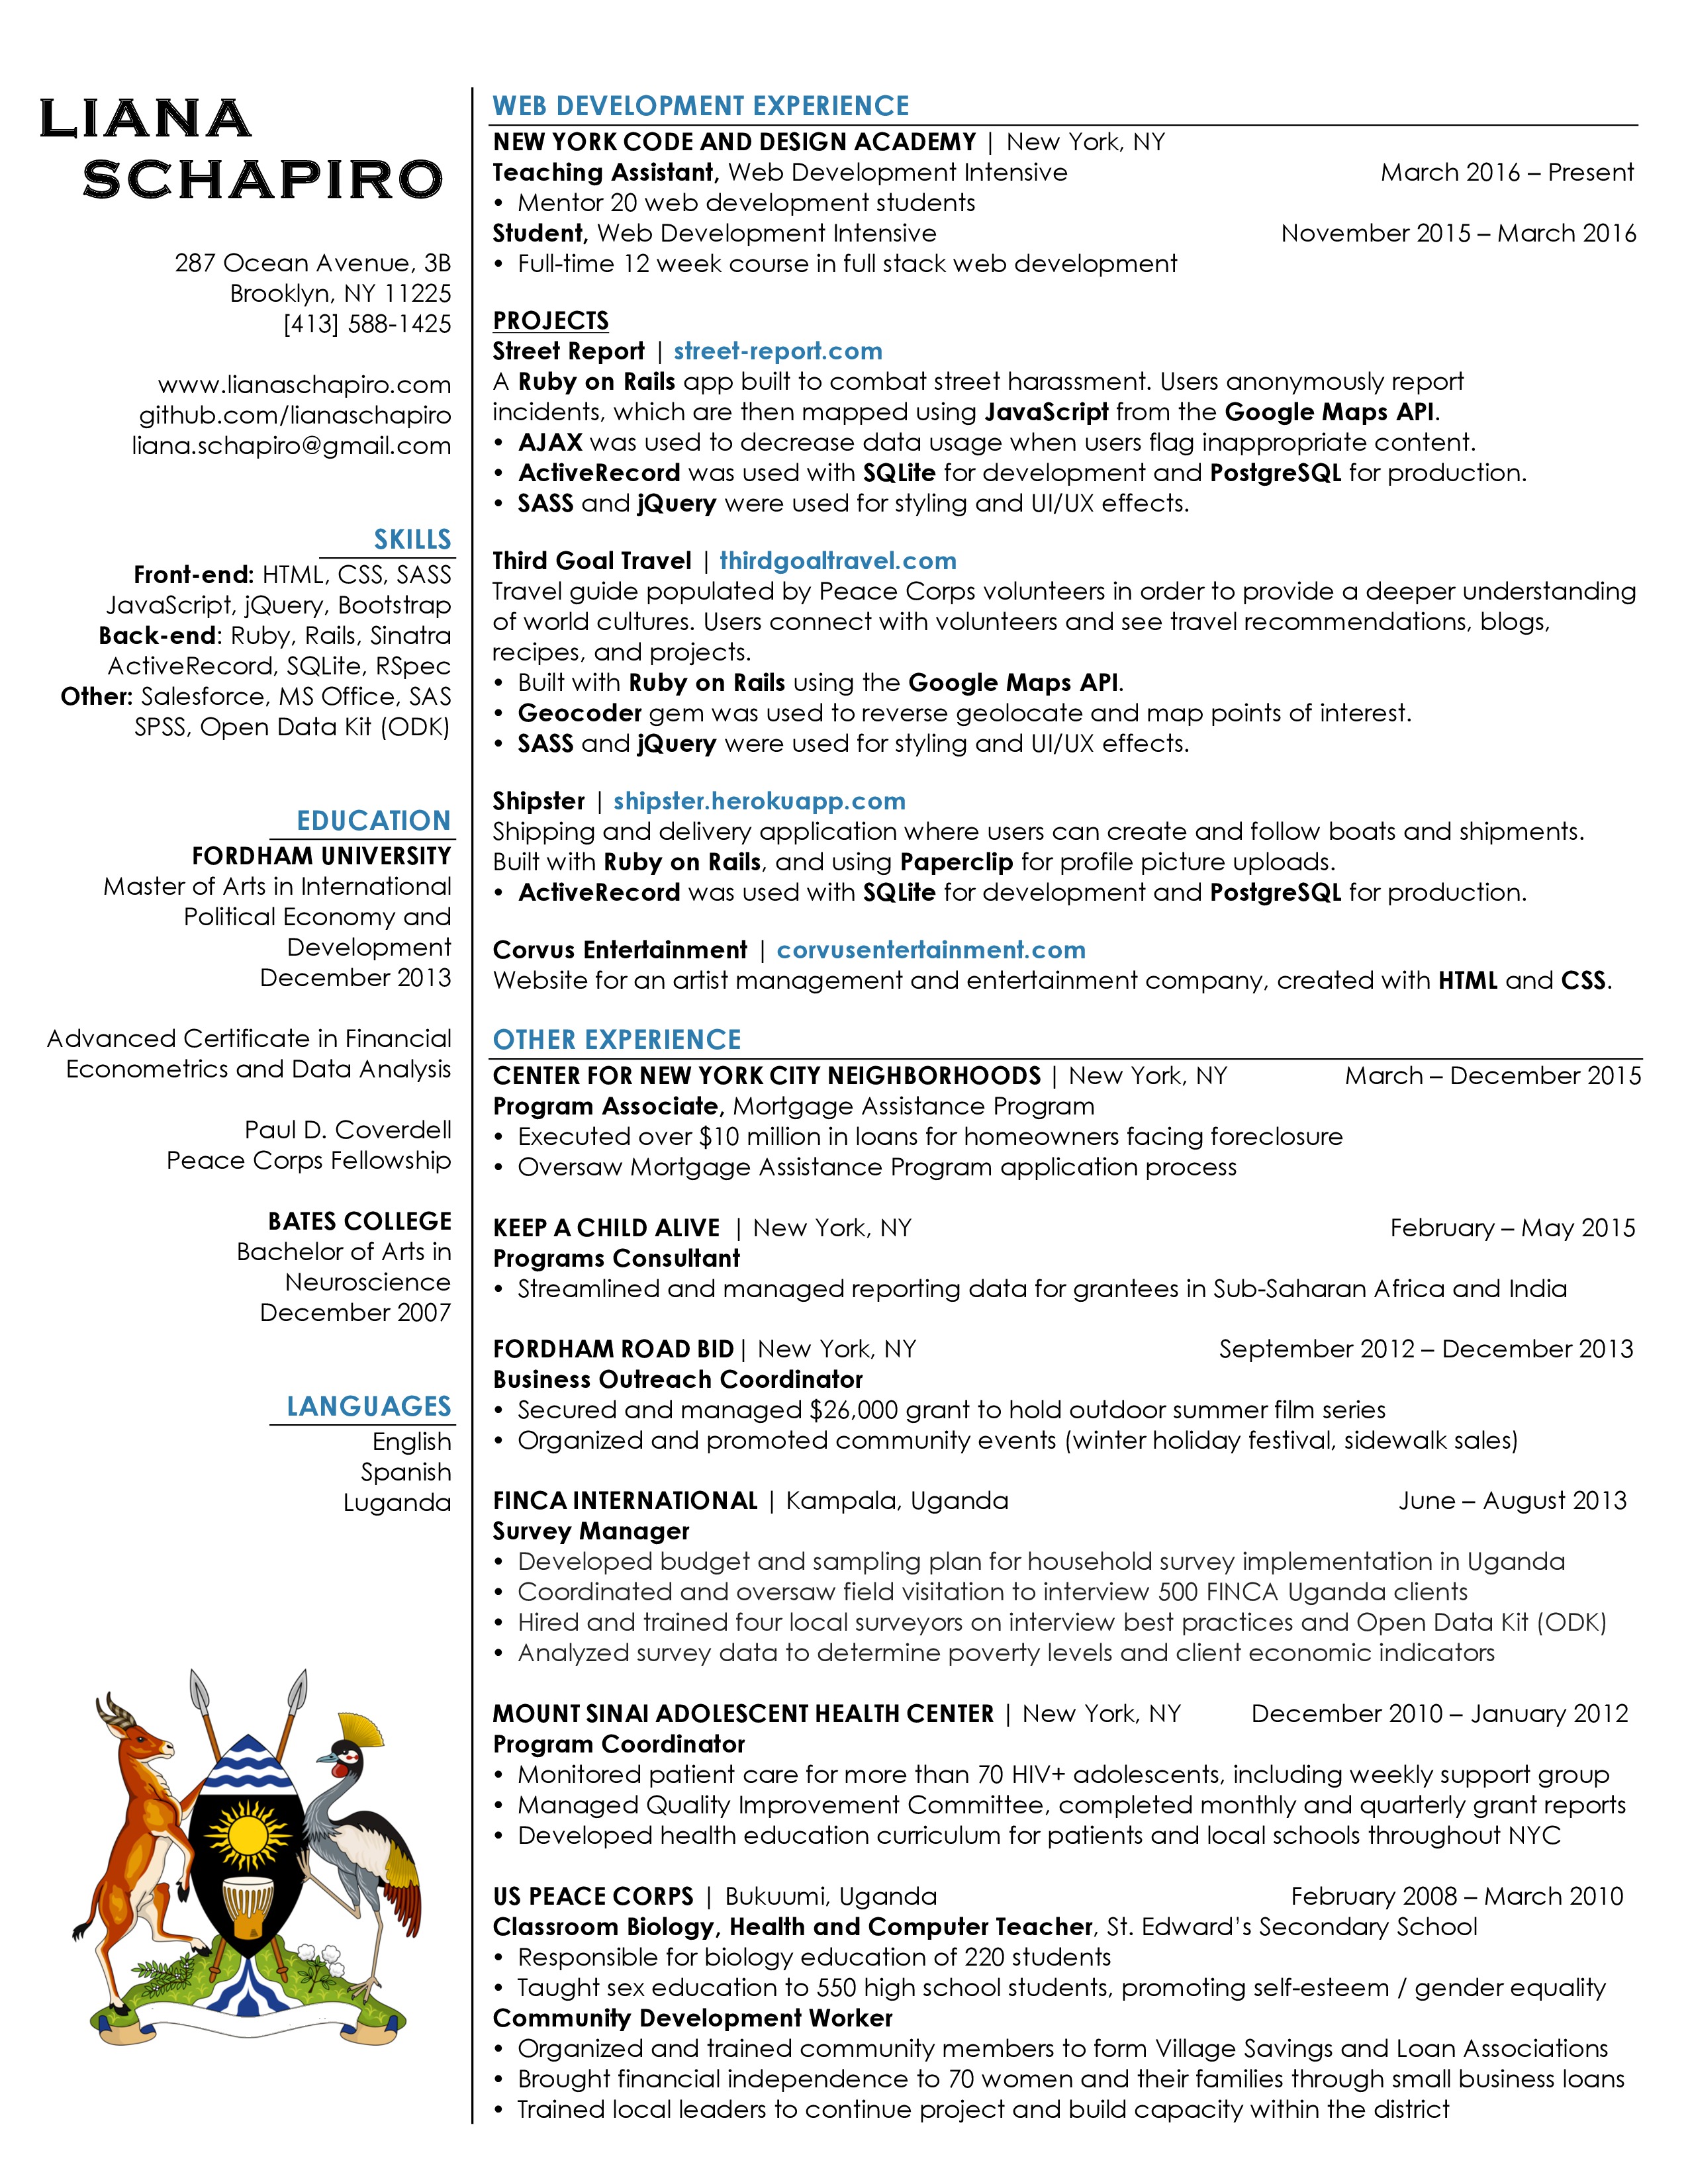 LIANA
SCHAPIRO
287 Ocean Avenue, 3B
Brooklyn, NY 11225
[413] 588-1425
www.lianaschapiro.com
github.com/lianaschapiro
liana.schapiro@gmail.com
SKILLS
Front-end: HTML, CSS, SASS
JavaScript, jQuery, Bootstrap
Back-end: Ruby, Rails, Sinatra
ActiveRecord, SQLite, RSpec
Other: Salesforce, MS Office, SAS
SPSS, Open Data Kit (ODK)
EDUCATION
FORDHAM UNIVERSITY
Master of Arts in International
Political Economy and
Development
December 2013
Advanced Certificate in Financial
Econometrics and Data Analysis
Paul D. Coverdell
Peace Corps Fellowship
BATES COLLEGE
Bachelor of Arts in
Neuroscience
December 2007
LANGUAGES
English
Spanish
Luganda
WEB DEVELOPMENT EXPERIENCE
NEW YORK CODE AND DESIGN ACADEMY | New York, NY
Teaching Assistant, Web Development Intensive March 2016 – Present
• Mentor 20 web development students
Student, Web Development Intensive November 2015 – March 2016
• Full-time 12 week course in full stack web development
PROJECTS
Street Report | street-report.com
A Ruby on Rails app built to combat street harassment. Users anonymously report
incidents, which are then mapped using JavaScript from the Google Maps API.
• AJAX was used to decrease data usage when users flag inappropriate content.
• ActiveRecord was used with SQLite for development and PostgreSQL for production.
• SASS and jQuery were used for styling and UI/UX effects.
Third Goal Travel | thirdgoaltravel.com
Travel guide populated by Peace Corps volunteers in order to provide a deeper understanding
of world cultures. Users connect with volunteers and see travel recommendations, blogs,
recipes, and projects.
• Built with Ruby on Rails using the Google Maps API.
• Geocoder gem was used to reverse geolocate and map points of interest.
• SASS and jQuery were used for styling and UI/UX effects.
Shipster | shipster.herokuapp.com
Shipping and delivery application where users can create and follow boats and shipments.
Built with Ruby on Rails, and using Paperclip for profile picture uploads.
• ActiveRecord was used with SQLite for development and PostgreSQL for production.
Corvus Entertainment | corvusentertainment.com
Website for an artist management and entertainment company, created with HTML and CSS.
OTHER EXPERIENCE
CENTER FOR NEW YORK CITY NEIGHBORHOODS | New York, NY March – December 2015
Program Associate, Mortgage Assistance Program
• Executed over $10 million in loans for homeowners facing foreclosure
• Oversaw Mortgage Assistance Program application process
KEEP A CHILD ALIVE | New York, NY February – May 2015
Programs Consultant
• Streamlined and managed reporting data for grantees in Sub-Saharan Africa and India
FORDHAM ROAD BID | New York, NY September 2012 – December 2013
Business Outreach Coordinator
• Secured and managed $26,000 grant to hold outdoor summer film series
• Organized and promoted community events (winter holiday festival, sidewalk sales)
FINCA INTERNATIONAL | Kampala, Uganda June – August 2013
Survey Manager
• Developed budget and sampling plan for household survey implementation in Uganda
• Coordinated and oversaw field visitation to interview 500 FINCA Uganda clients
• Hired and trained four local surveyors on interview best practices and Open Data Kit (ODK)
• Analyzed survey data to determine poverty levels and client economic indicators
MOUNT SINAI ADOLESCENT HEALTH CENTER | New York, NY December 2010 – January 2012
Program Coordinator
• Monitored patient care for more than 70 HIV+ adolescents, including weekly support group
• Managed Quality Improvement Committee, completed monthly and quarterly grant reports
• Developed health education curriculum for patients and local schools throughout NYC
US PEACE CORPS | Bukuumi, Uganda February 2008 – March 2010
Classroom Biology, Health and Computer Teacher, St. Edward's Secondary School
• Responsible for biology education of 220 students
• Taught sex education to 550 high school students, promoting self-esteem / gender equality
Community Development Worker
• Organized and trained community members to form Village Savings and Loan Associations
• Brought financial independence to 70 women and their families through small business loans
• Trained local leaders to continue project and build capacity within the district